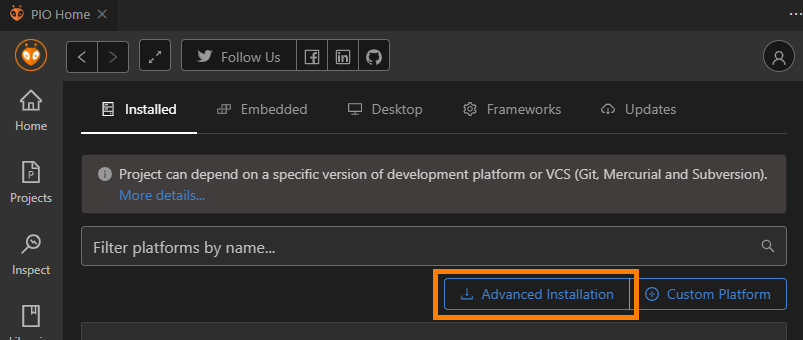 PIO Home
Follow Us
Home
Installed
Embedded
Desktop
Frameworks
Updates
Projects
Project can depend on a specific version of development platform or VCS (Git, Mercurial and Subversion).
More details...
Inspect
Filter platforms by name...
Advanced Installation
Custom Platform